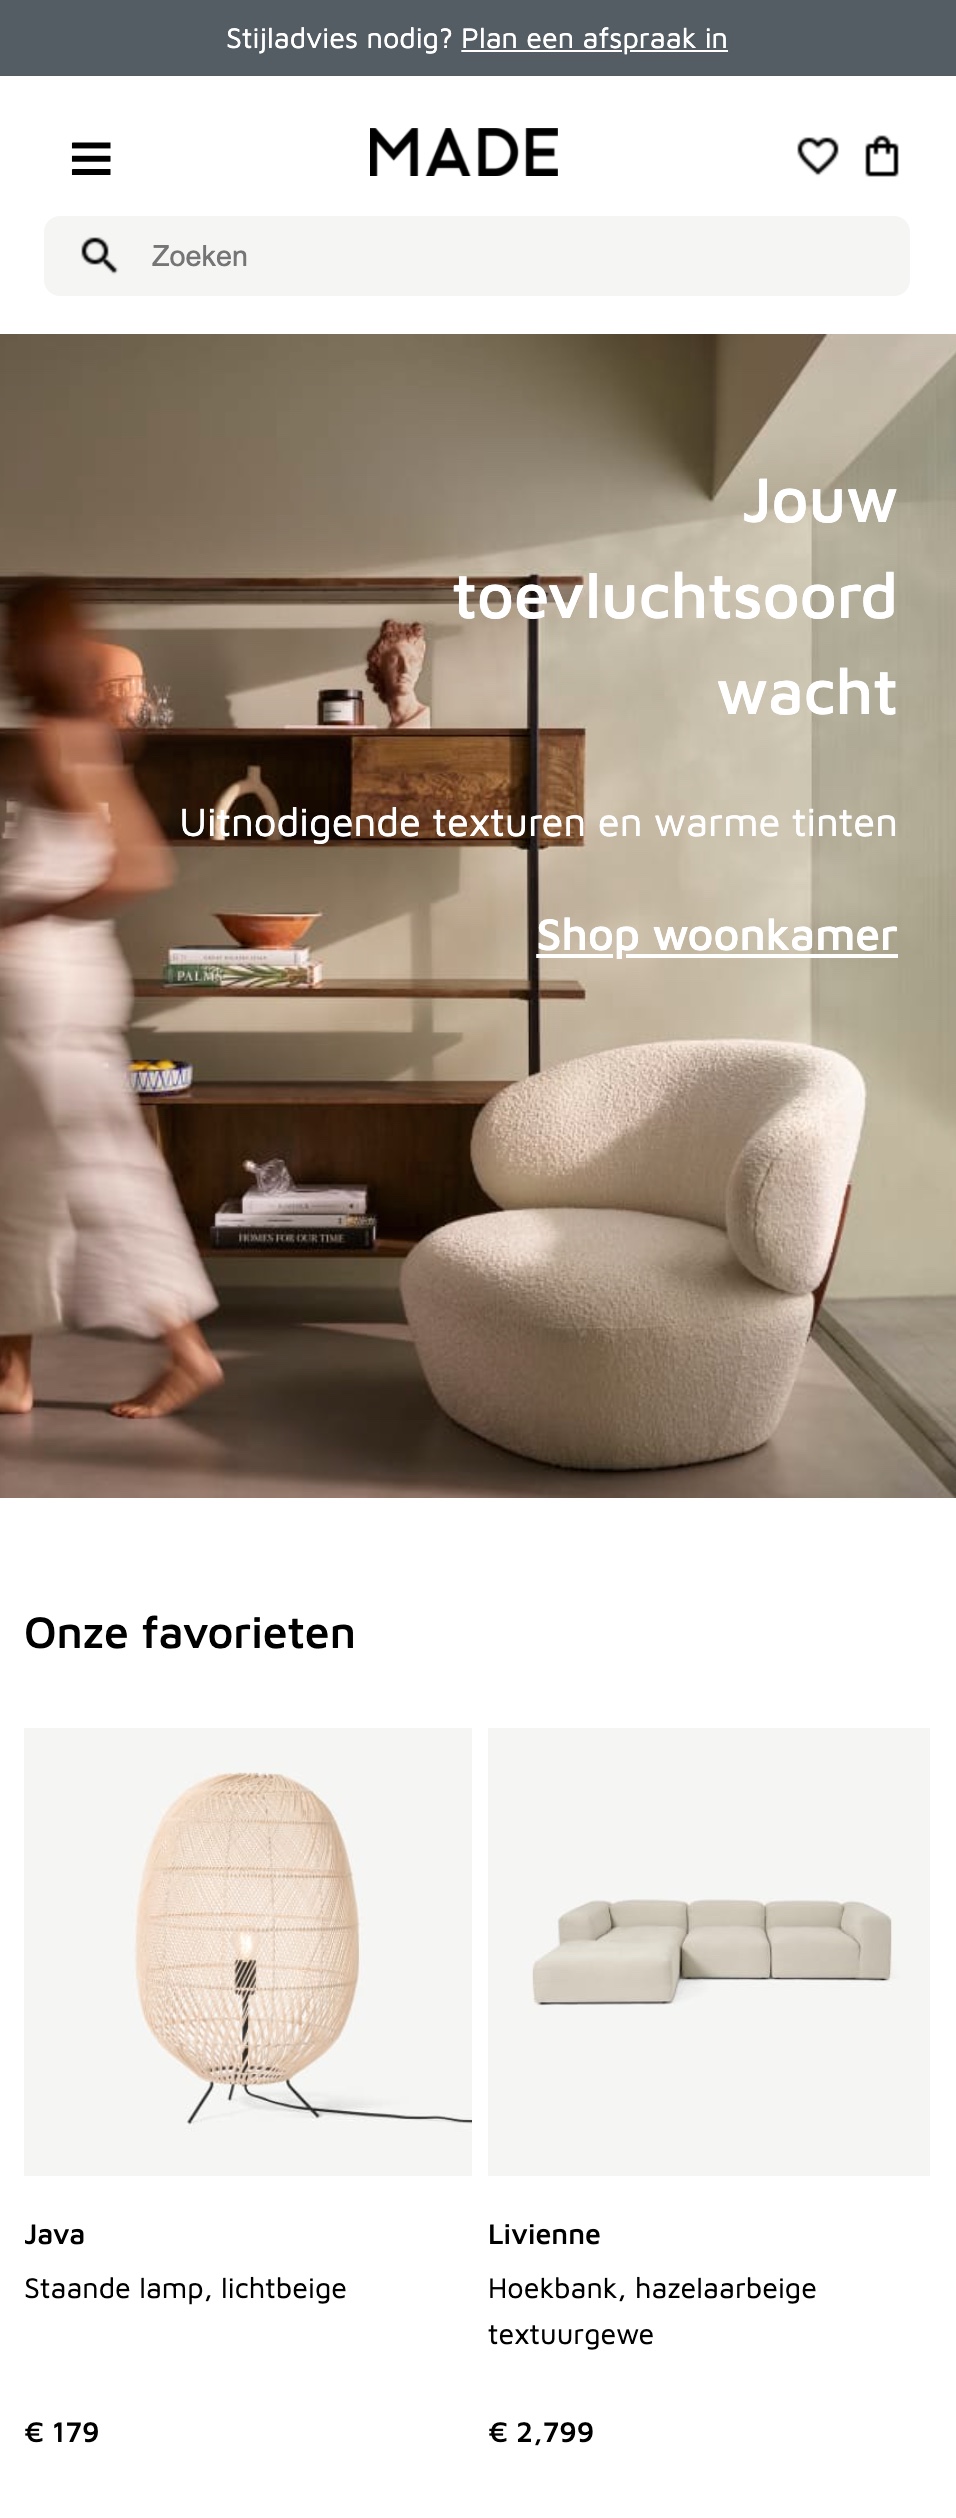 Stijladvies nodig? Plan een afspraak in
MADE
Zoeken
Jouw
toevluchtsoord
wacht
Uitnodigende texturen en warme tinten
Shop woonkamer
PALMS
HOMES FOR OUR TIME
Onze favorieten
Java
Staande lamp, lichtbeige
€ 179
Livienne
Hoekbank, hazelaarbeige
textuurgewe
€ 2,799